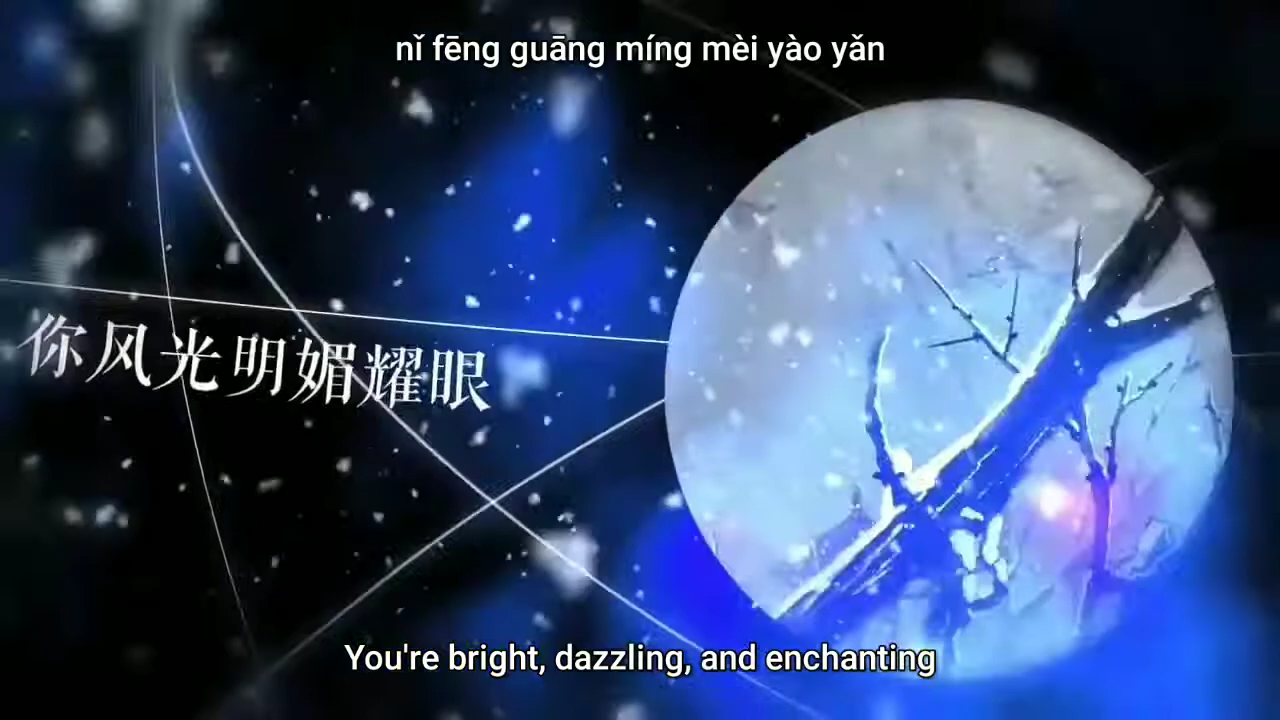 nǐ fēng guāng míng mèi yào yǎn
你风光明媚耀眼
You're bright, dazzling, and enchanting